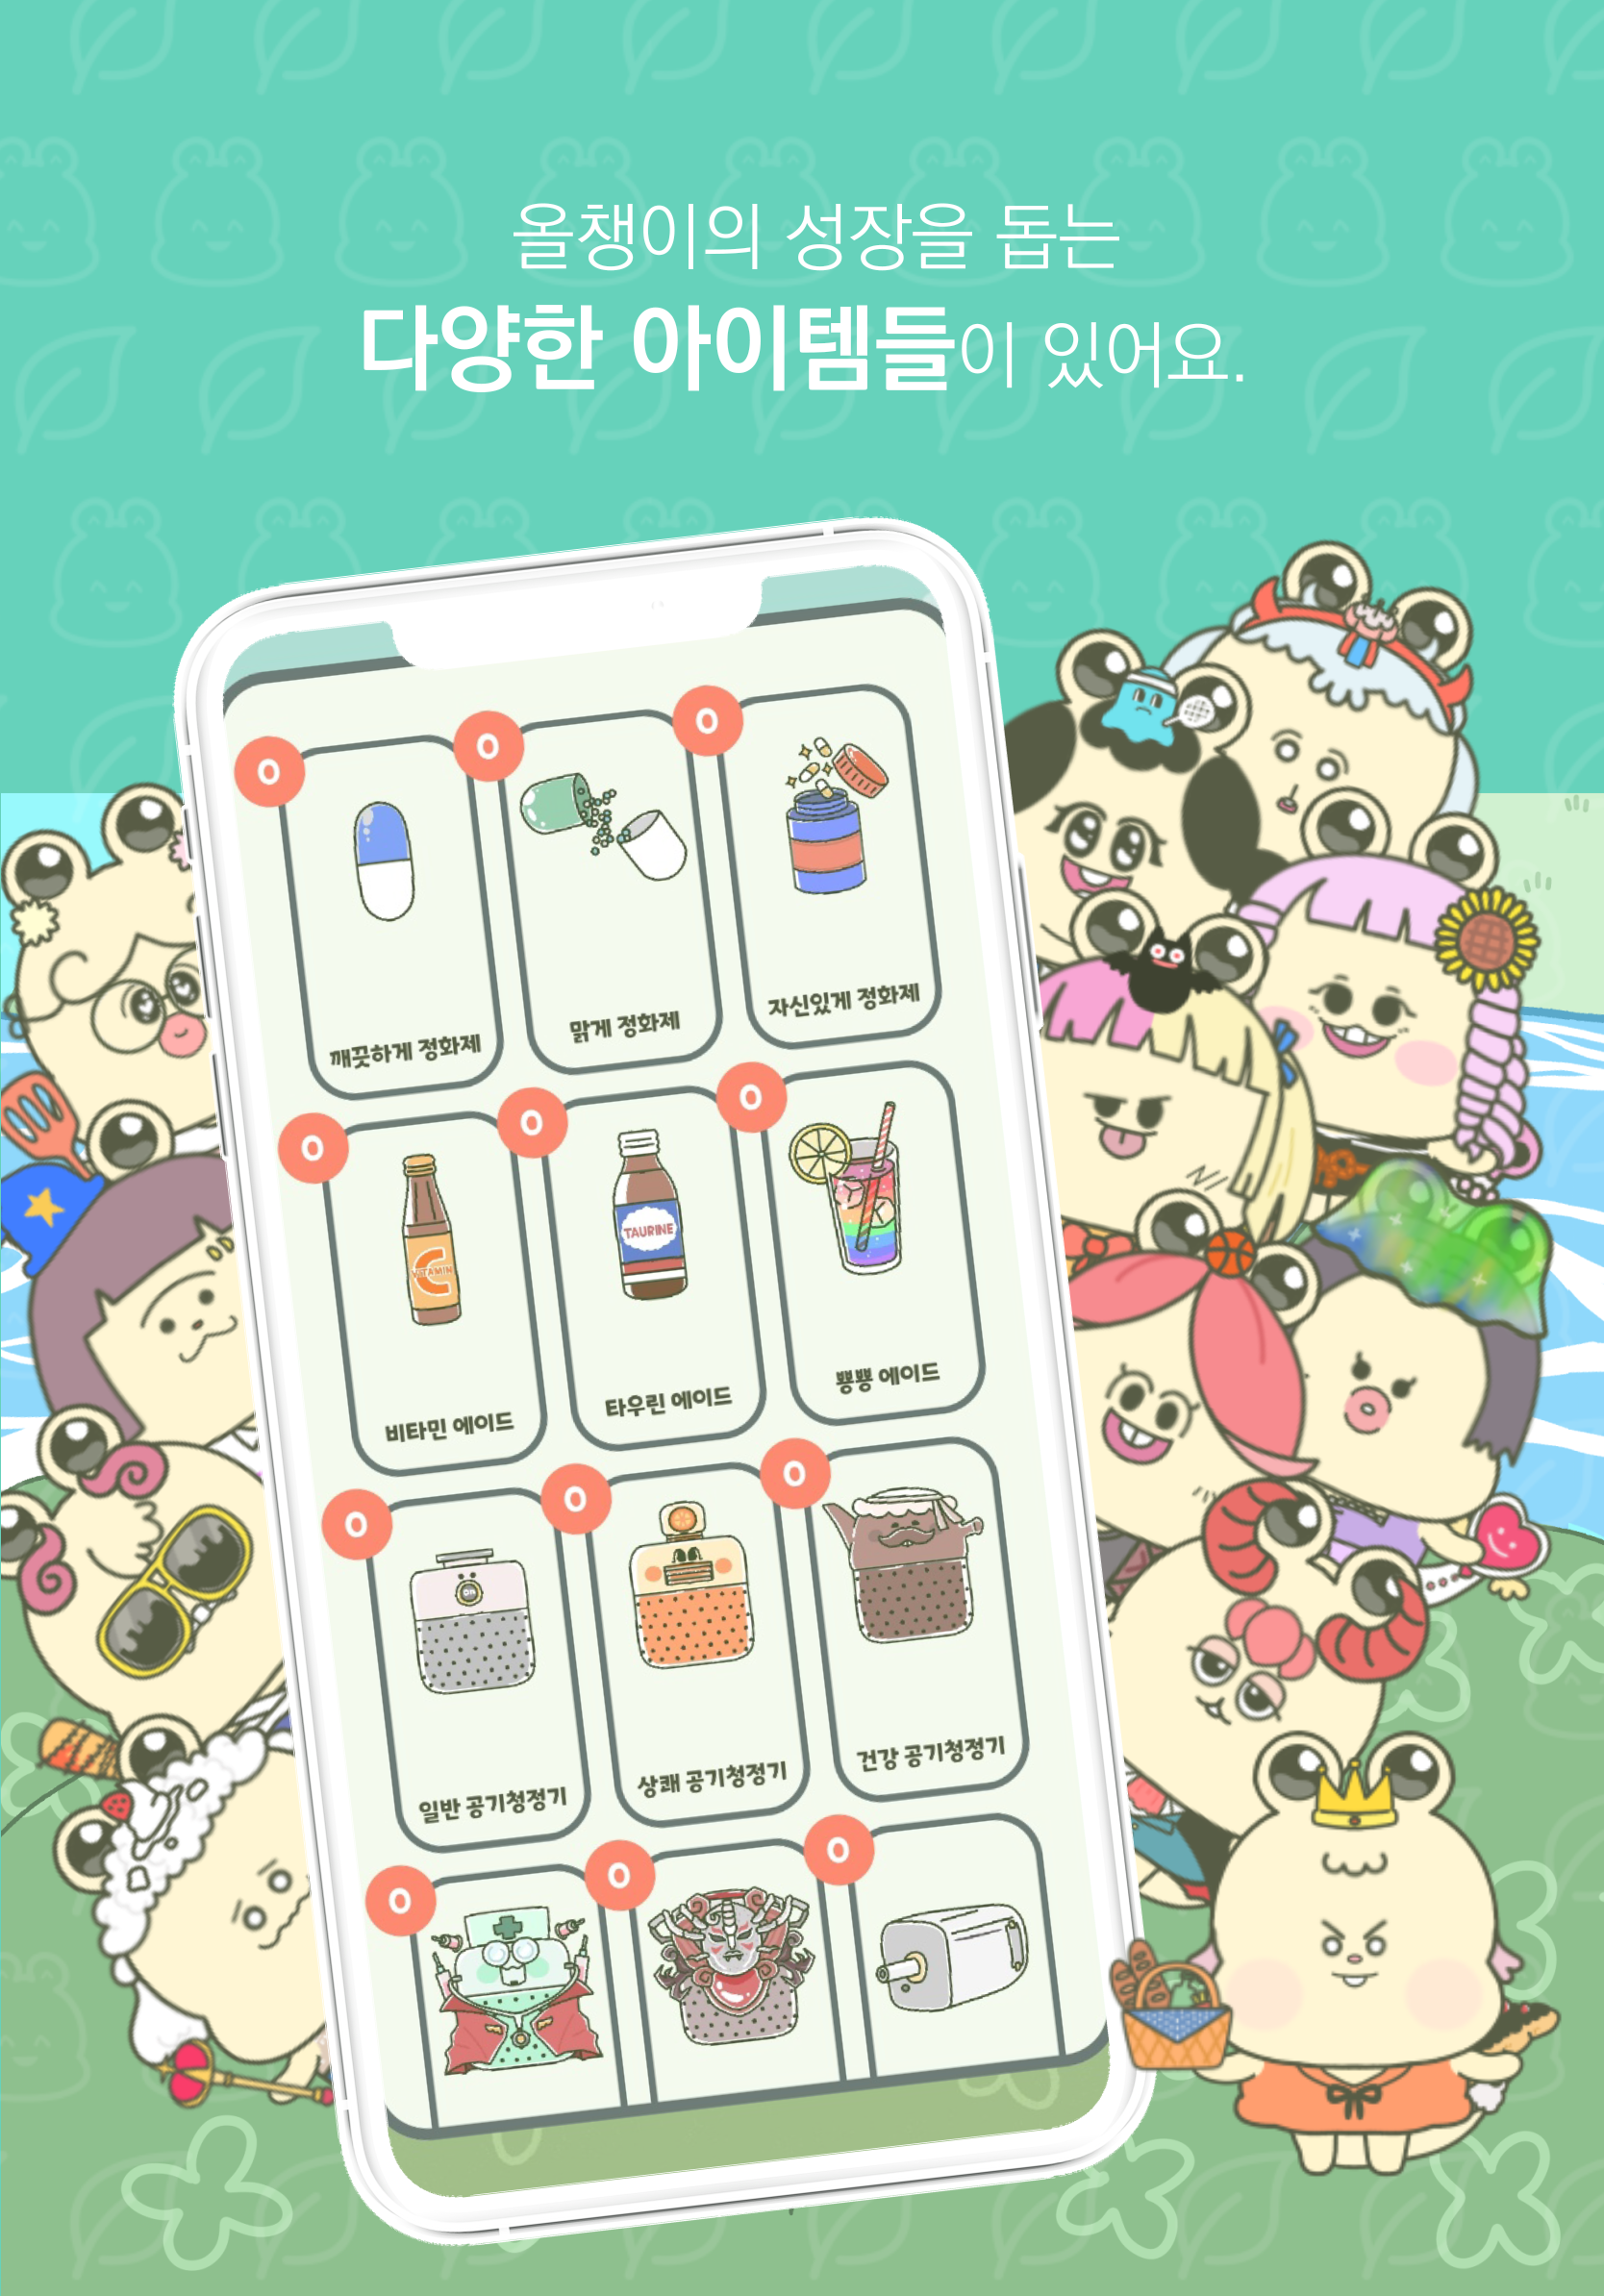 올챙이의 성장을 돕는
다양한 아이템들이 있어요.
0
0
0
깨끗하게 정화제
맑게 정화제
자신있게 정화제
0
0
0
VITAMIN
C
TAURINE
비타민 에이드
타우린 에이드
뿅뿅 에이드
0
0
0
ON
일반 공기청정기
상쾌 공기청정기
건강 공기청정기
0
0
0